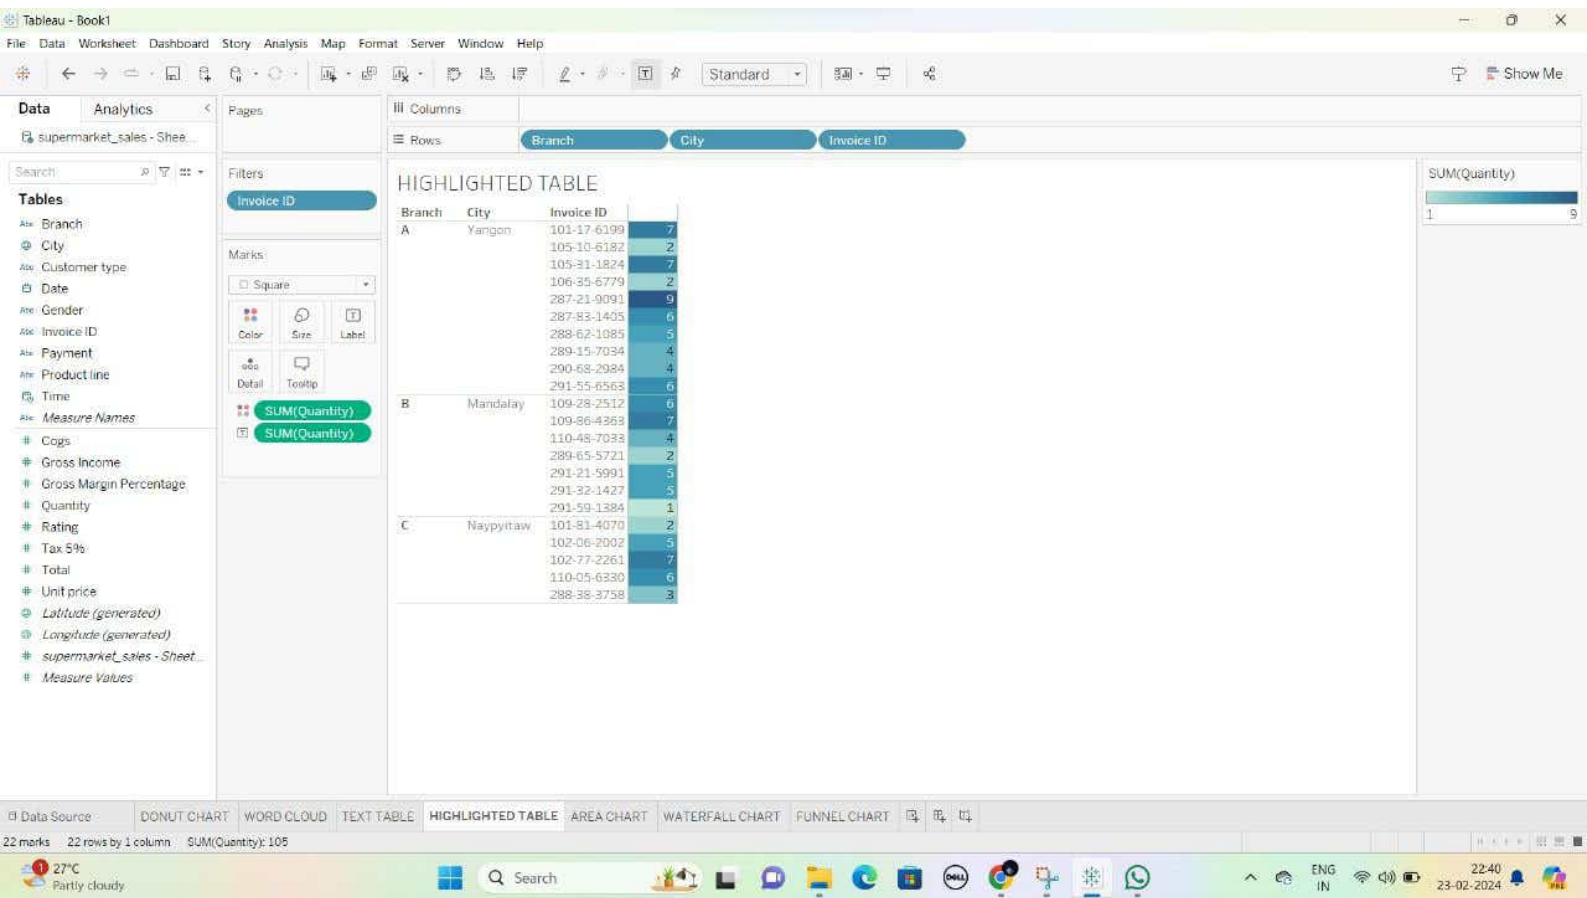 Tableau - Book1
File Data Worksheet Dashboard Story Analysis Map Format Server Window Help
Standard
Show Me
Data Analytics
supermarket_sales - Shee...
Search
Tables
Abc Branch
City
Abc Customer type
Date
Abc Gender
Abc Invoice ID
Abc Payment
Abc Product line
Time
Abc Measure Names
# Cogs
# Gross Income
# Gross Margin Percentage
# Quantity
# Rating
# Tax 5%
# Total
# Unit price
Latitude (generated)
Longitude (generated)
# supermarket_sales - Sheet...
# Measure Values
Pages
Filters
Invoice ID
Marks
Square
Color Size Label
Detail Tooltip
SUM(Quantity)
SUM(Quantity)
Columns
Rows Branch City Invoice ID
HIGHLIGHTED TABLE
Branch City Invoice ID
A Yangon 101-17-6199 7
105-10-6182 2
105-31-1824 7
106-35-6779 2
287-21-9091 9
287-83-1405 6
288-62-1085 5
289-15-7034 4
290-68-2984 4
291-55-6563 6
B Mandalay 109-28-2512 6
109-86-4363 7
110-48-7033 4
289-65-5721 2
291-21-5991 5
291-32-1427 5
291-59-1384 1
C Naypyitaw 101-81-4070 2
102-06-2002 5
102-77-2261 7
110-05-6330 6
288-38-3758 3
SUM(Quantity)
1 9
Data Source DONUT CHART WORD CLOUD TEXT TABLE HIGHLIGHTED TABLE AREA CHART WATERFALL CHART FUNNEL CHART
22 marks 22 rows by 1 column SUM(Quantity): 105
1 27°C
Partly cloudy
Search
DELL
ENG
IN
22:40
23-02-2024
PRE